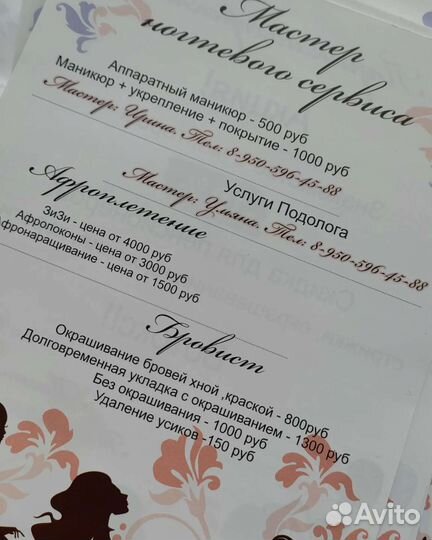 Мастер
ногтевого сервиса
Аппаратный маникюр - 500 руб
Маникюр + укрепление + покрытие - 1000 руб
Мастер: Ирина. Тел: 8-950-596-45-88
Услуги Подолога
Мастер: Ульяна. Тел: 8-950-596-45-88
Афроплетение
ЗиЗи - цена от 4000 руб
Афролоконы - цена от 3000 руб
Афронаращивание - цена от 1500 руб
Бровист
Окрашивание бровей хной ,краской - 800руб
Долговременная укладка с окрашиванием - 1300 руб
Без окрашивания - 1000 руб
Удаление усиков -150 руб
Avito